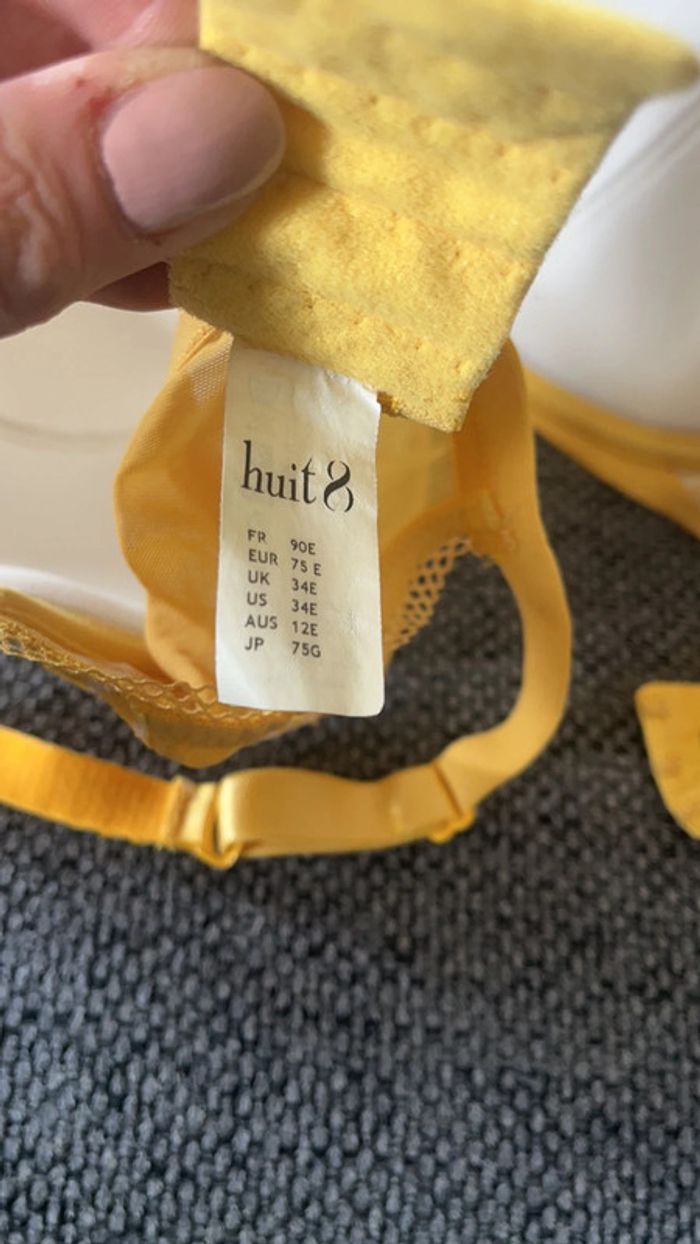 huit 8
FR 90E
EUR 75 E
UK 34E
US 34E
AUS 12E
JP 75G